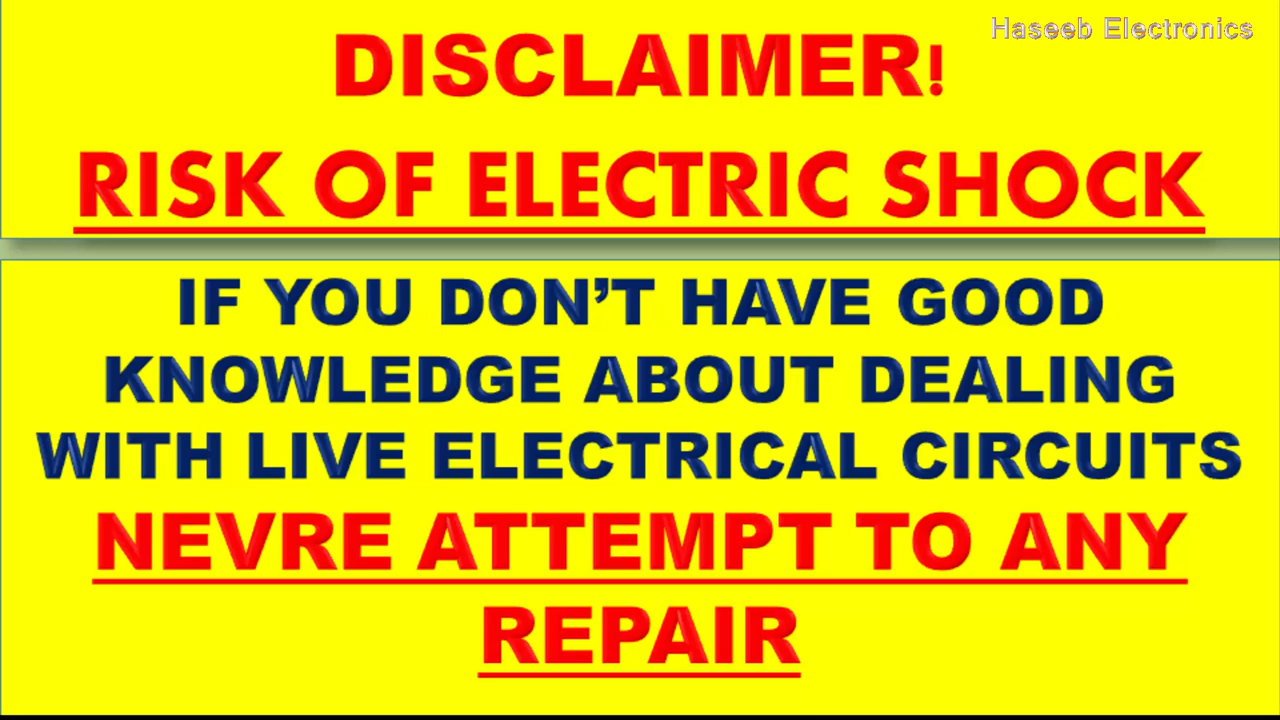 Haseeb Electronics
DISCLAIMER!
RISK OF ELECTRIC SHOCK
IF YOU DON’T HAVE GOOD
KNOWLEDGE ABOUT DEALING
WITH LIVE ELECTRICAL CIRCUITS
NEVRE ATTEMPT TO ANY
REPAIR